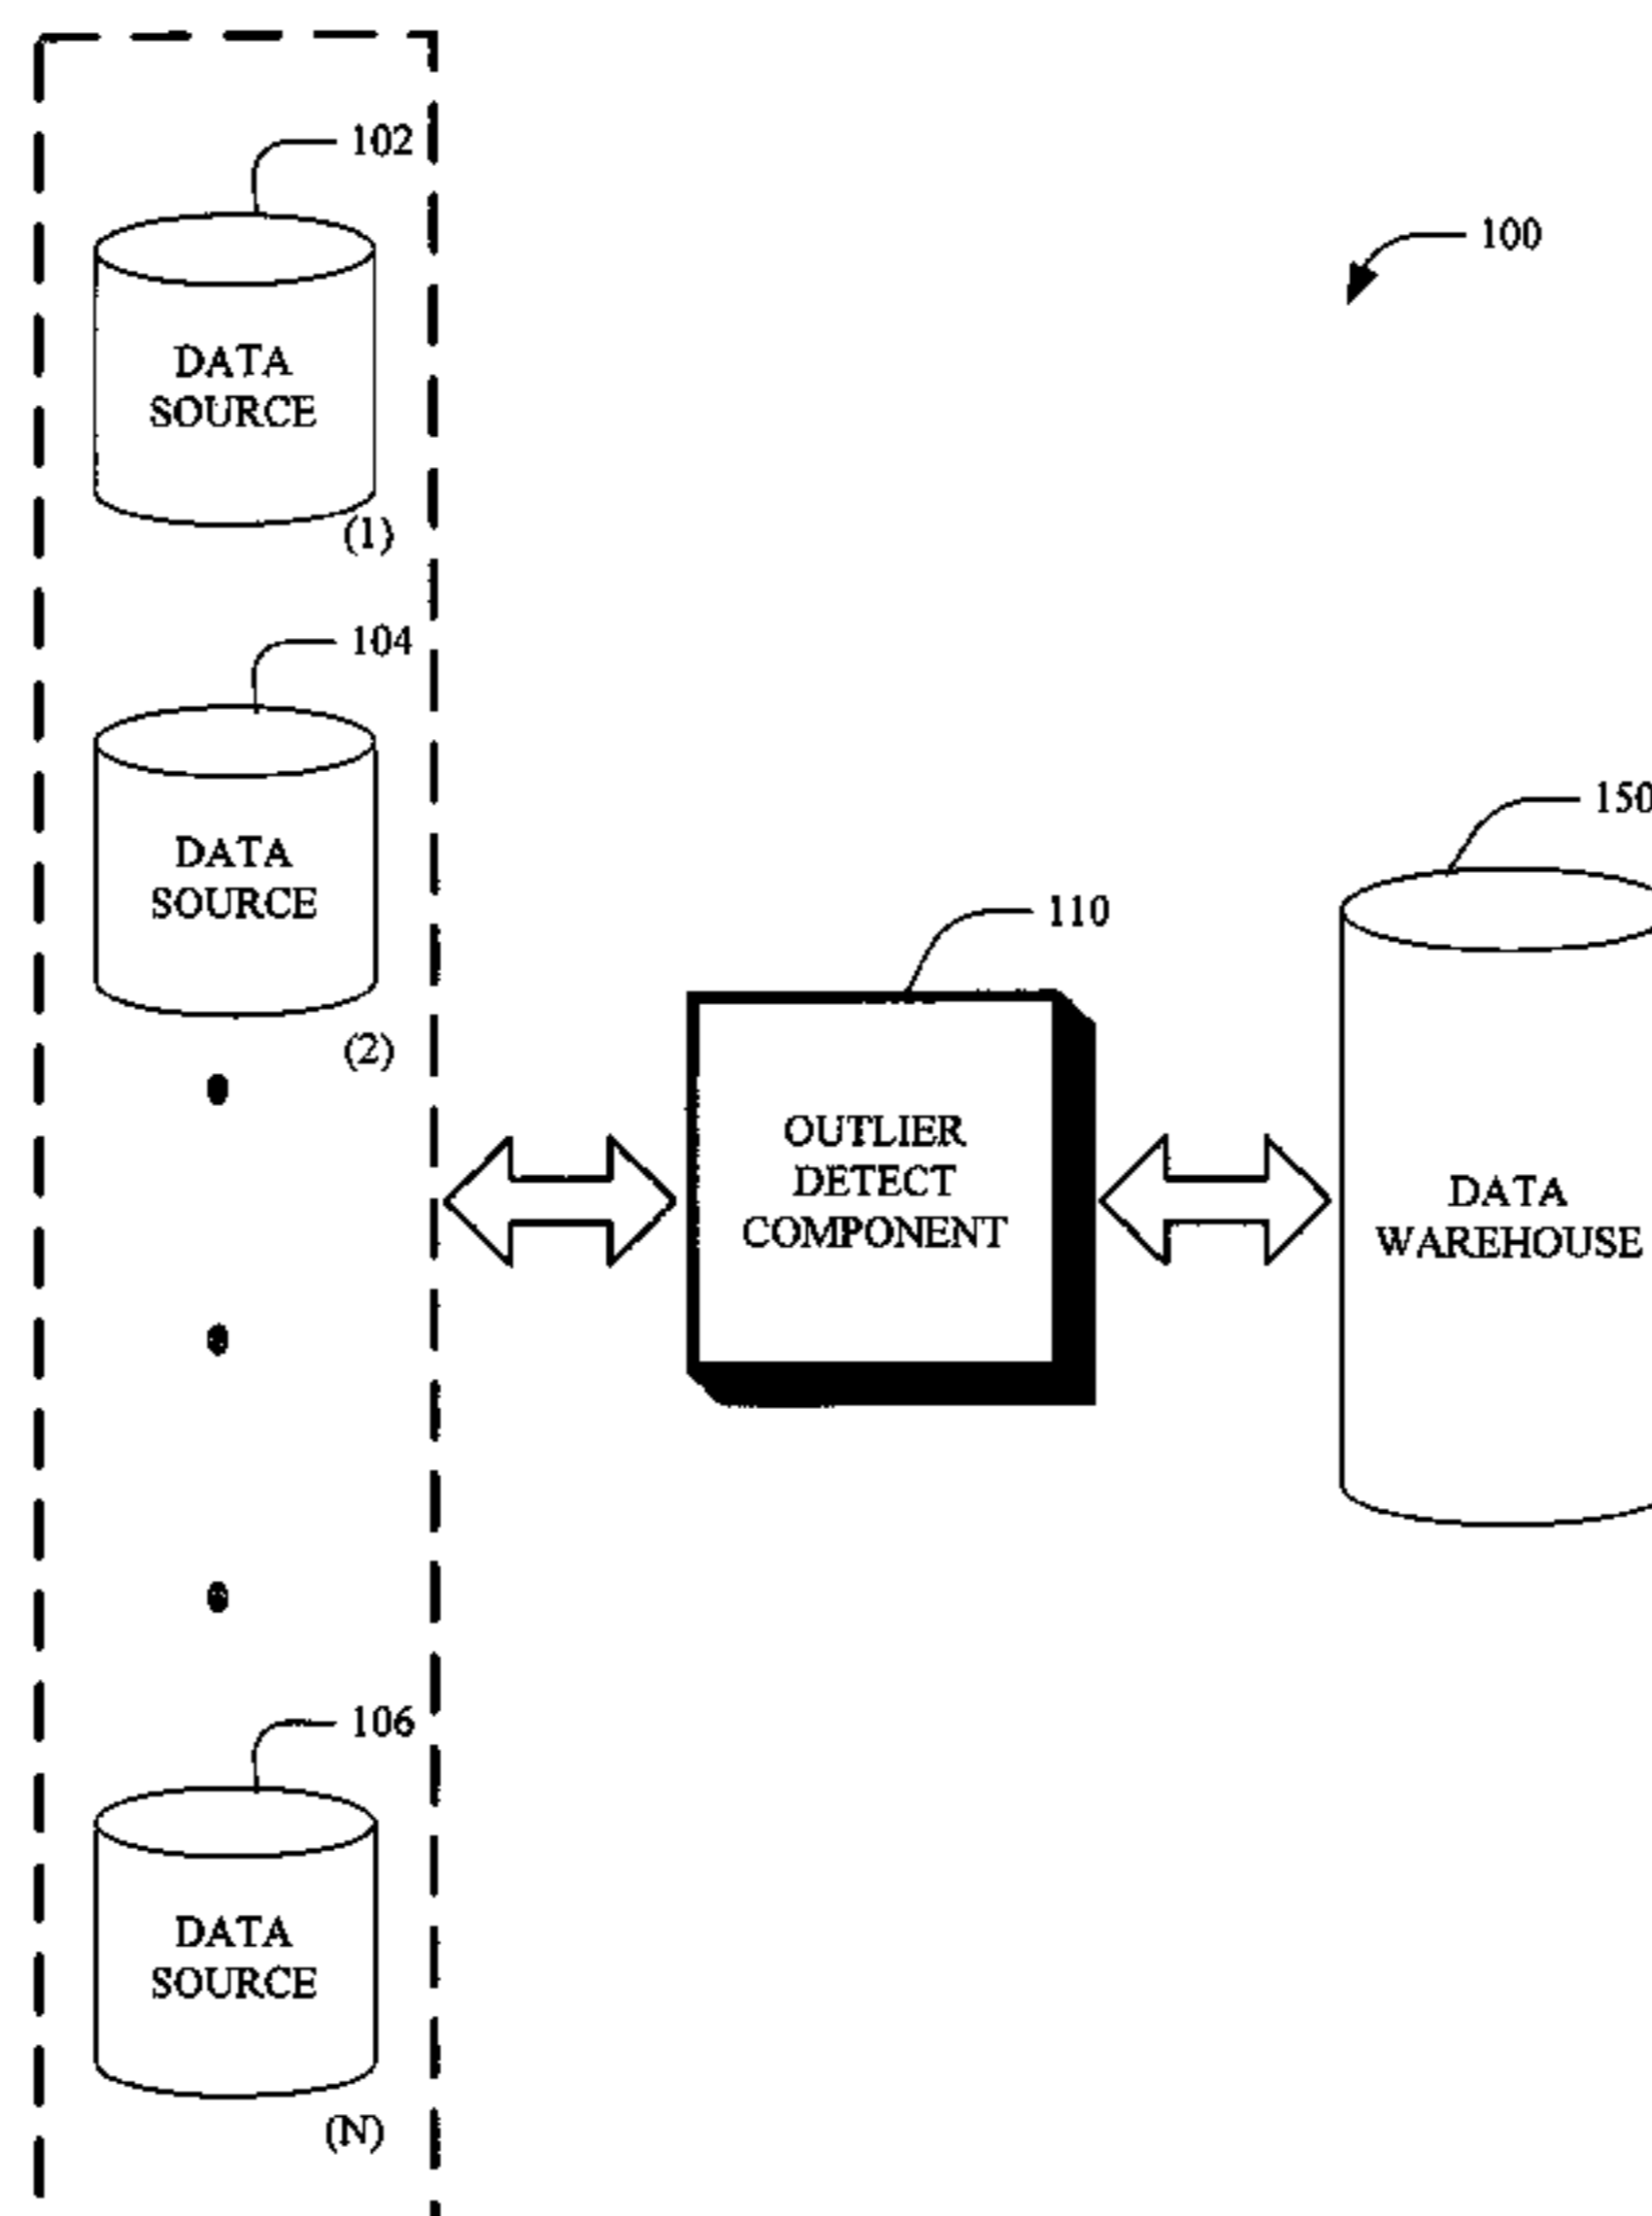 102
100
DATA
SOURCE
(1)
104
150
DATA
SOURCE
110
(2)
OUTLIER
DETECT
COMPONENT
DATA
WAREHOUSE
106
DATA
SOURCE
(N)